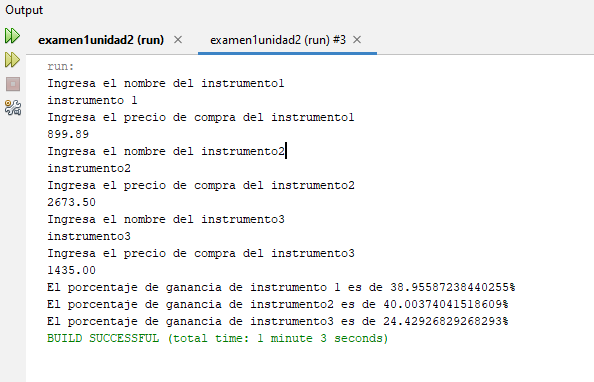 Output
examen1unidad2 (run) ×
examen1unidad2 (run) #3 ×
run:
Ingresa el nombre del instrumento1
instrumento 1
Ingresa el precio de compra del instrumento1
899.89
Ingresa el nombre del instrumento2
instrumento2
Ingresa el precio de compra del instrumento2
2673.50
Ingresa el nombre del instrumento3
instrumento3
Ingresa el precio de compra del instrumento3
1435.00
El porcentaje de ganancia de instrumento 1 es de 38.95587238440255%
El porcentaje de ganancia de instrumento2 es de 40.00374041518609%
El porcentaje de ganancia de instrumento3 es de 24.42926829268293%
BUILD SUCCESSFUL (total time: 1 minute 3 seconds)